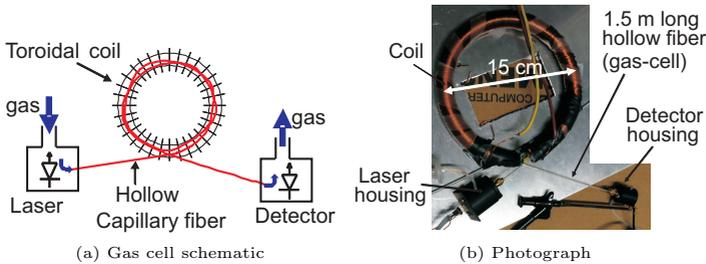 Toroidal coil
gas
gas
Laser
Hollow
Capillary fiber
Detector
(a) Gas cell schematic
1.5 m long
hollow fiber
(gas-cell)
Coil
15 cm
COMPUTER
Detector
housing
Laser
housing
(b) Photograph